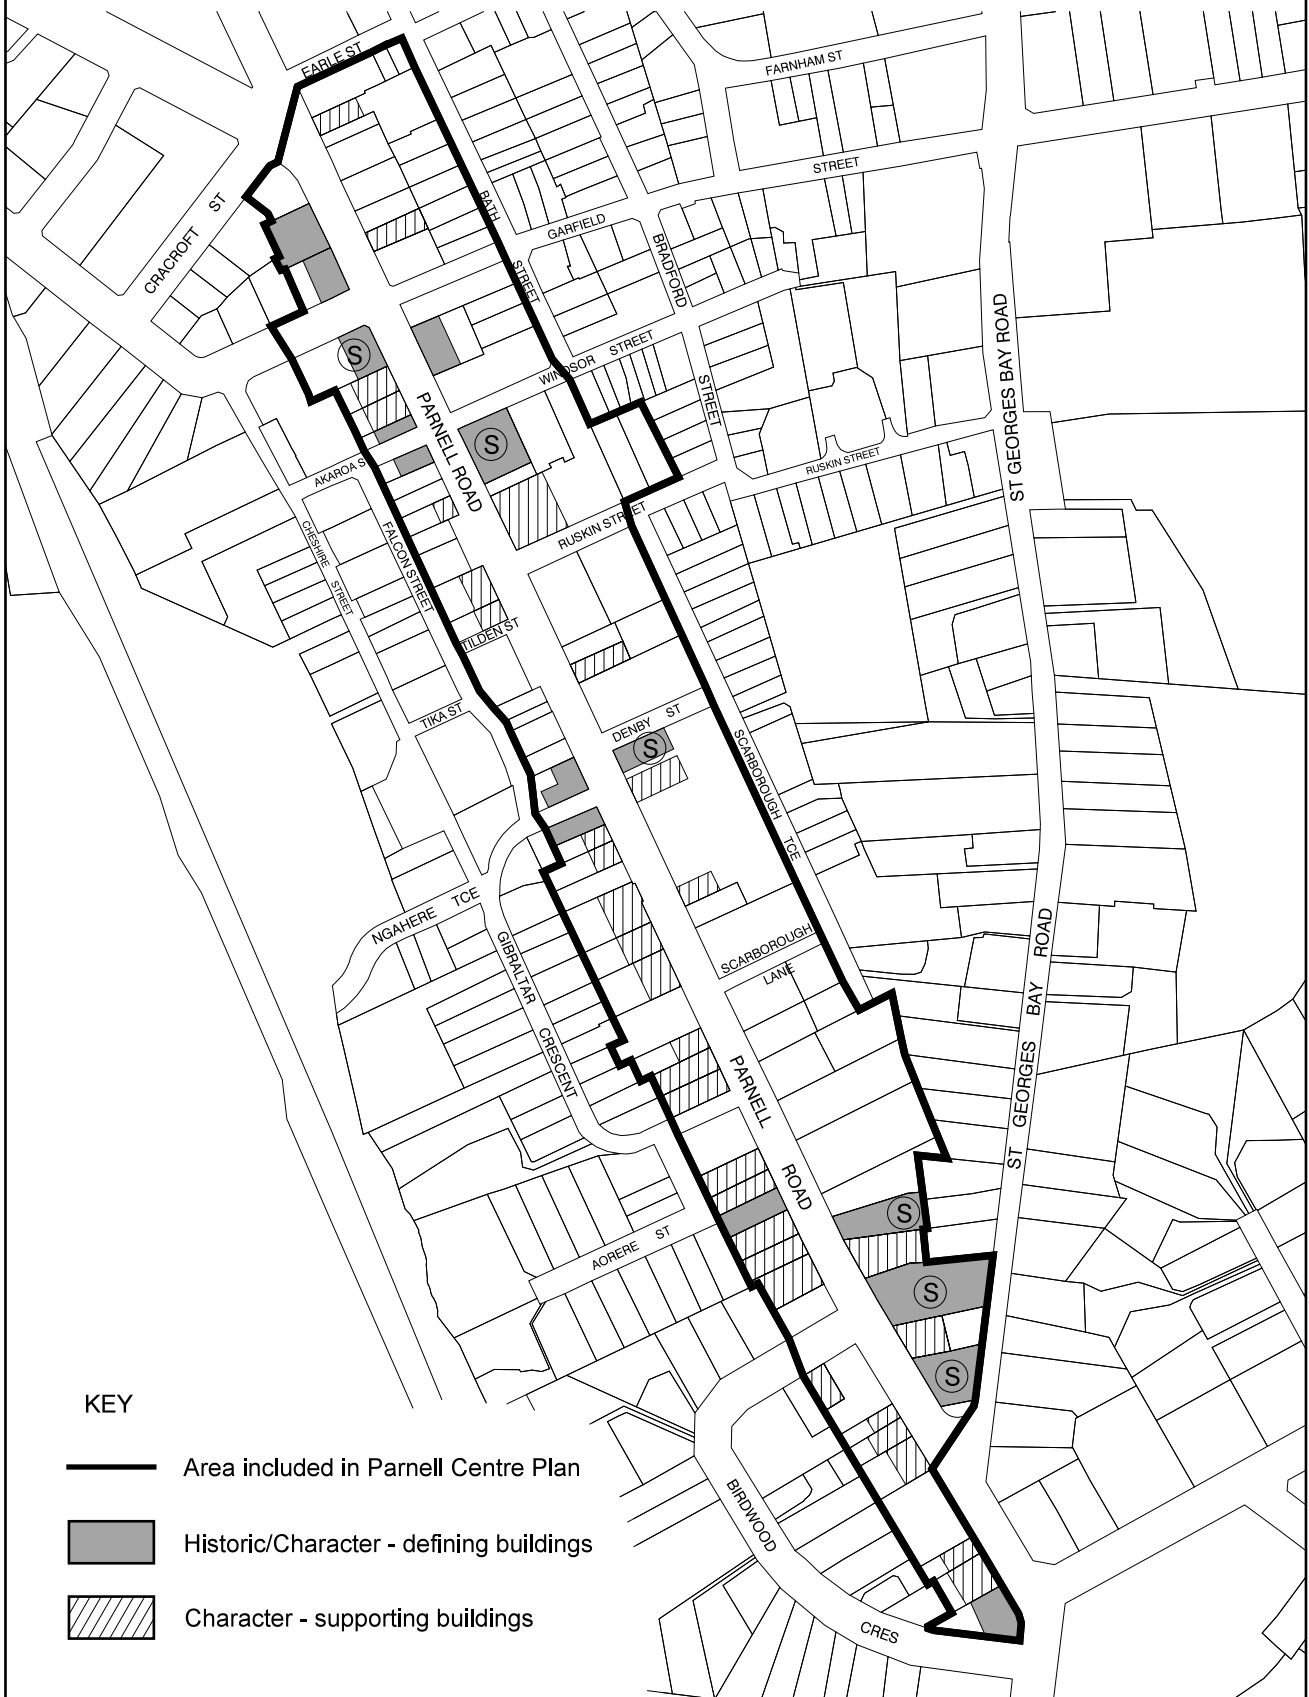 EARLE ST
FARNHAM ST
STREET
CRACROFT ST
BATH
STREET
GARFIELD
BRADFORD
STREET
WINDSOR STREET
ST GEORGES BAY ROAD
S
PARNELL ROAD
S
AKAROA S
RUSKIN STREET
RUSKIN STREET
CHESHIRE
STREET
FALCON STREET
TILDEN ST
TIKA ST
DENBY ST
S
SCARBOROUGH TCE
NGAHERE TCE
GIBRALTAR
CRESCENT
SCARBOROUGH
LANE
ST GEORGES BAY ROAD
PARNELL
ROAD
AORERE ST
S
S
S
BIRDWOOD
CRES
KEY
Area included in Parnell Centre Plan
Historic/Character - defining buildings
Character - supporting buildings